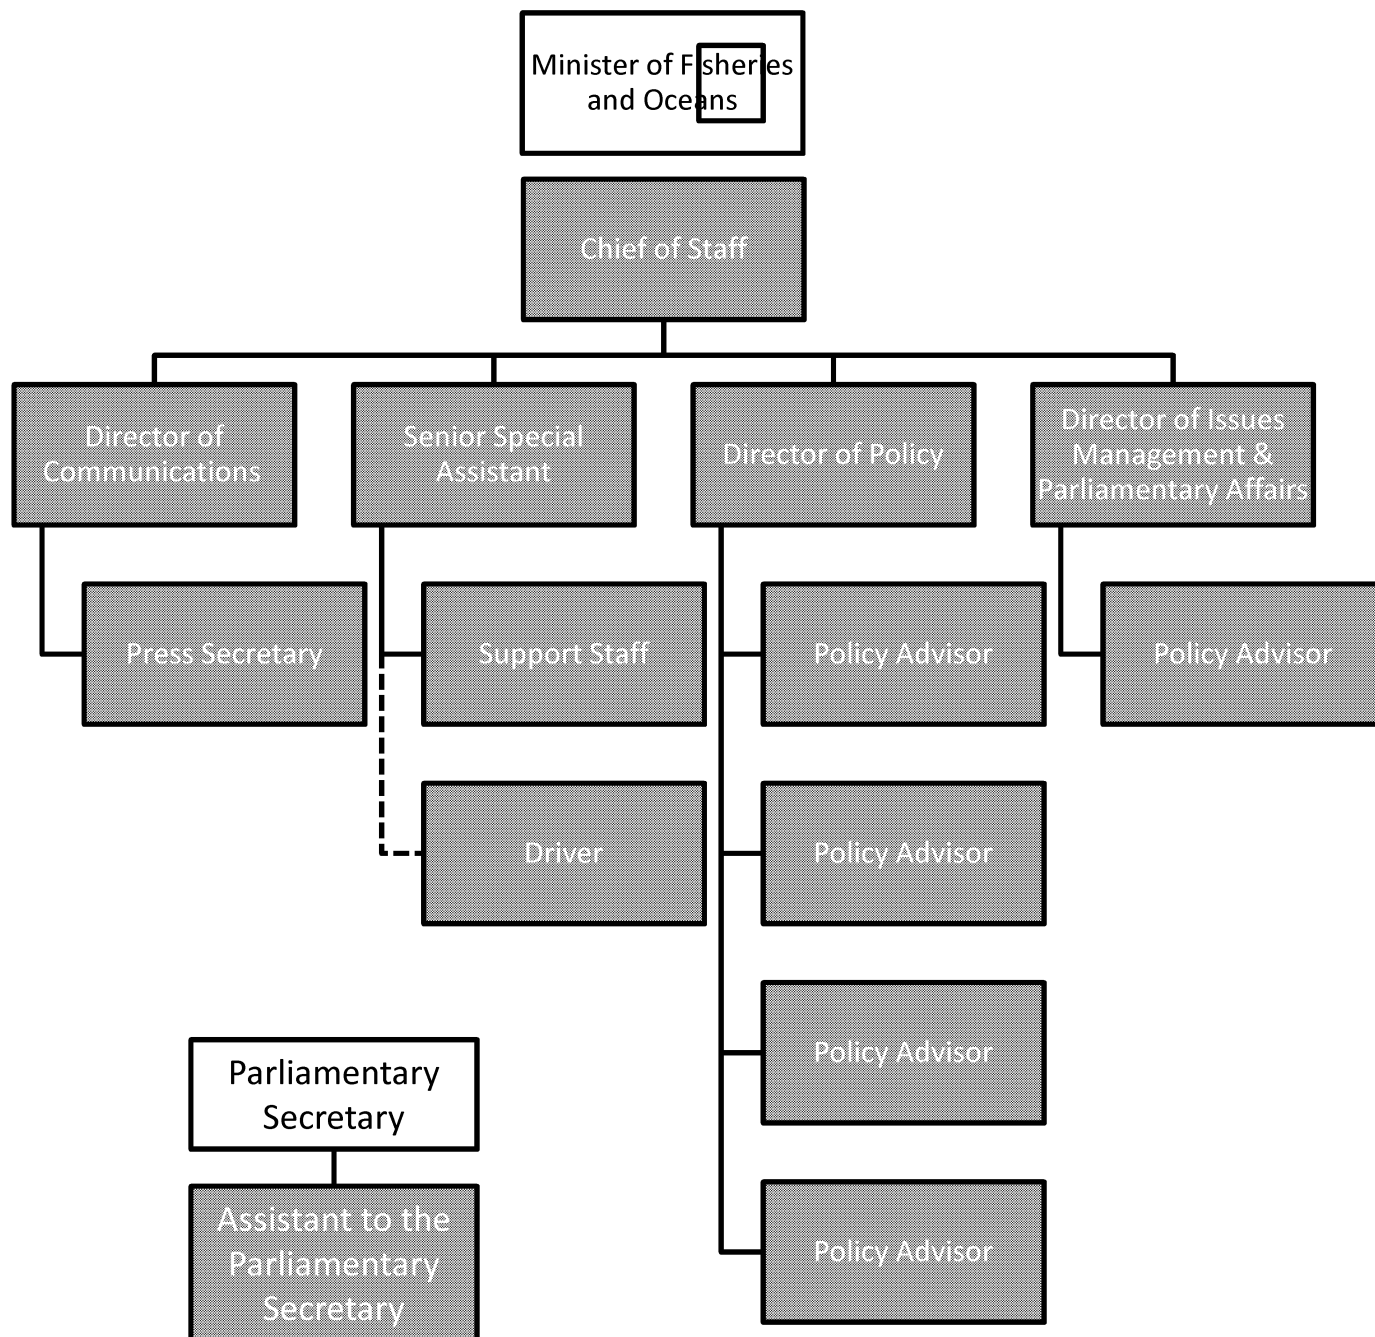 Minister of Fisheries
and Oceans
Chief of Staff
Director of
Communications
Senior Special
Assistant
Director of Policy
Director of Issues
Management &
Parliamentary Affairs
Press Secretary
Support Staff
Policy Advisor
Policy Advisor
Driver
Policy Advisor
Policy Advisor
Parliamentary
Secretary
Assistant to the
Parliamentary
Secretary
Policy Advisor